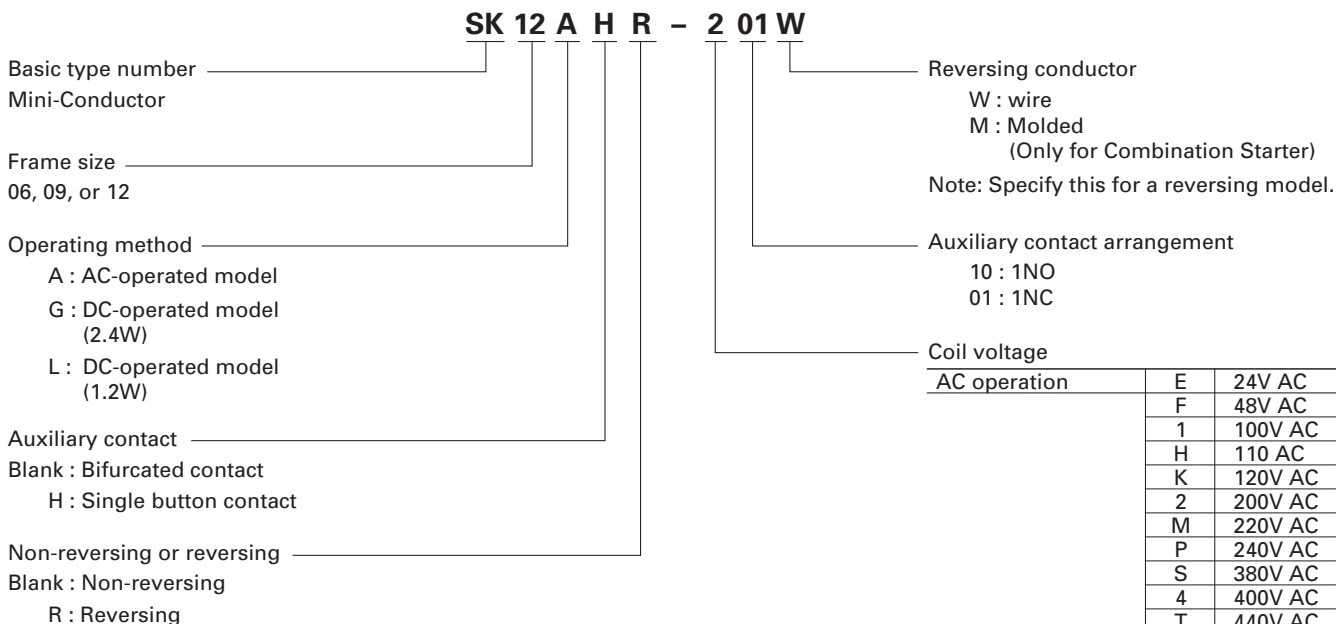 SK 12 A H R – 2 01 W
Basic type number
Mini-Conductor
Frame size
06, 09, or 12
Operating method
A : AC-operated model
G : DC-operated model
(2.4W)
L : DC-operated model
(1.2W)
Auxiliary contact
Blank : Bifurcated contact
H : Single button contact
Non-reversing or reversing
Blank : Non-reversing
R : Reversing
Reversing conductor
W : wire
M : Molded
(Only for Combination Starter)
Note: Specify this for a reversing model.
Auxiliary contact arrangement
10 : 1NO
01 : 1NC
Coil voltage
AC operation E 24V AC
F 48V AC
1 100V AC
H 110 AC
K 120V AC
2 200V AC
M 220V AC
P 240V AC
S 380V AC
4 400V AC
T 440V AC